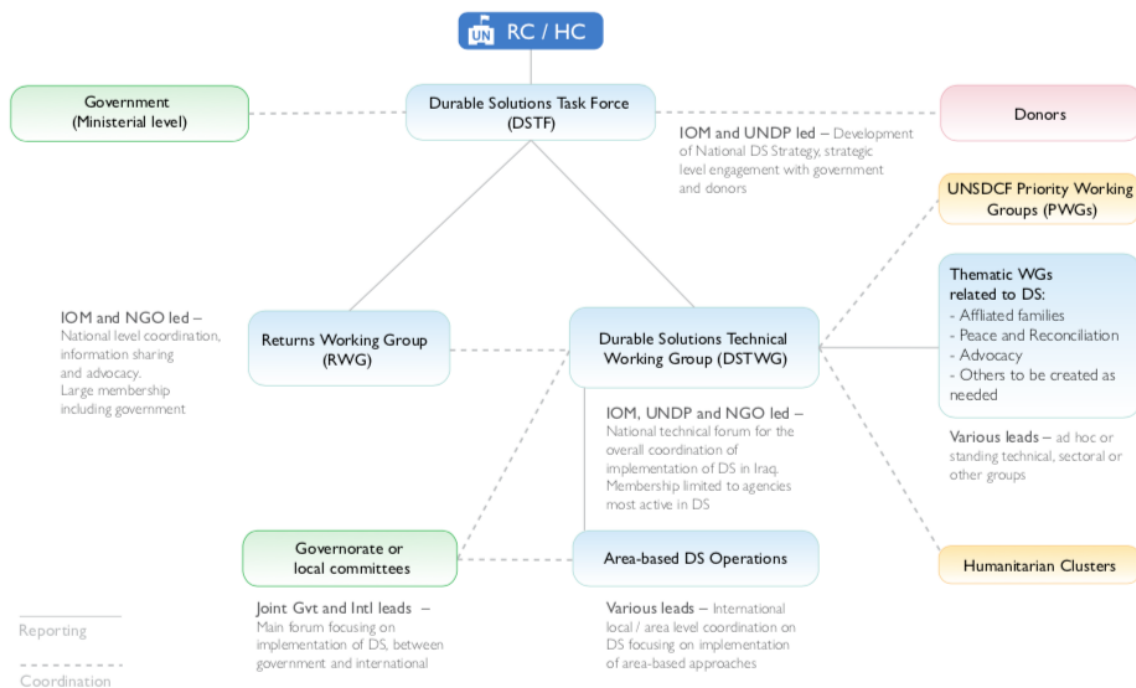 UN RC / HC
Government
(Ministerial level)
Durable Solutions Task Force
(DSTF)
Donors
IOM and UNDP led – Development
of National DS Strategy, strategic
level engagement with government
and donors
UNSDCF Priority Working
Groups (PWGs)
Thematic WGs
related to DS:
- Affliated families
- Peace and Reconciliation
- Advocacy
- Others to be created as
needed
IOM and NGO led –
National level coordination,
information sharing
and advocacy.
Large membership
including government
Returns Working Group
(RWG)
Durable Solutions Technical
Working Group (DSTWG)
IOM, UNDP and NGO led –
National technical forum for the
overall coordination of
implementation of DS in Iraq.
Membership limited to agencies
most active in DS
Various leads – ad hoc or
standing technical, sectoral or
other groups
Governorate or
local committees
Area-based DS Operations
Humanitarian Clusters
Joint Gvt and Intl leads –
Main forum focusing on
implementation of DS, between
government and international
Various leads – International
local / area level coordination on
DS focusing on implementation
of area-based approaches
Reporting
Coordination